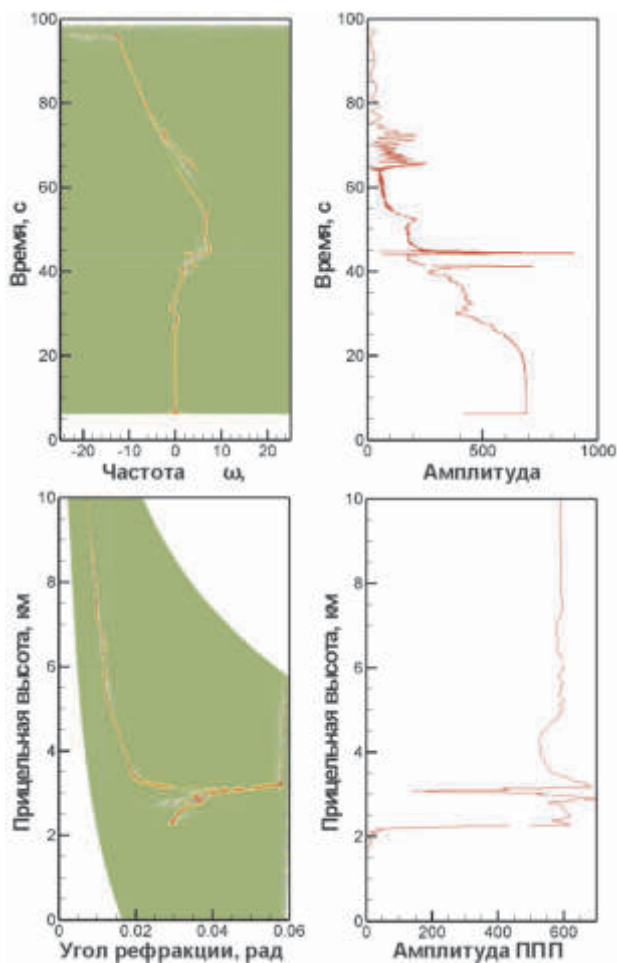 100
80
60
40
20
0
Время, с
-20 -10 0 10 20
Частота ω,
100
80
60
40
20
0
Время, с
0 500 1000
Амплитуда
10
8
6
4
2
0
Прицельная высота, км
0 0.02 0.04 0.06
Угол рефракции, рад
10
8
6
4
2
0
Прицельная высота, км
0 200 400 600
Амплитуда ППП